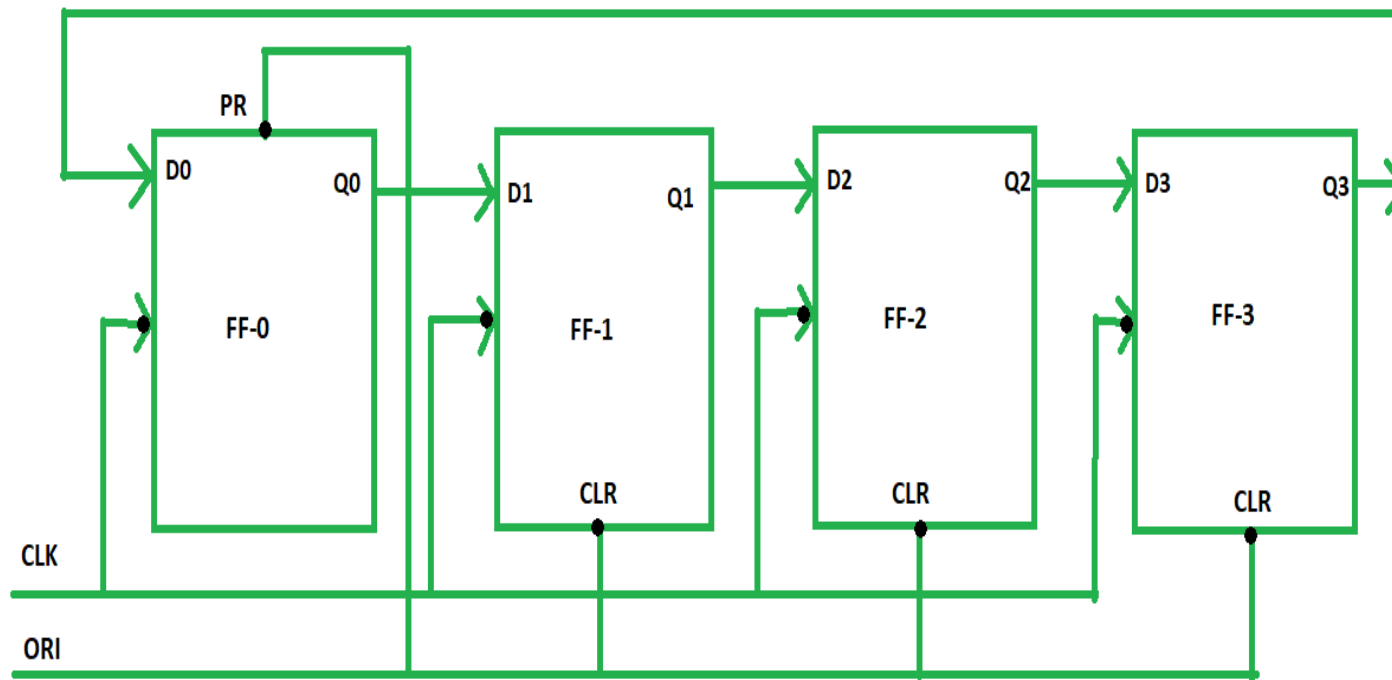 PR
D0
Q0
D1
Q1
D2
Q2
D3
Q3
FF-0
FF-1
FF-2
FF-3
CLR
CLR
CLR
CLK
ORI